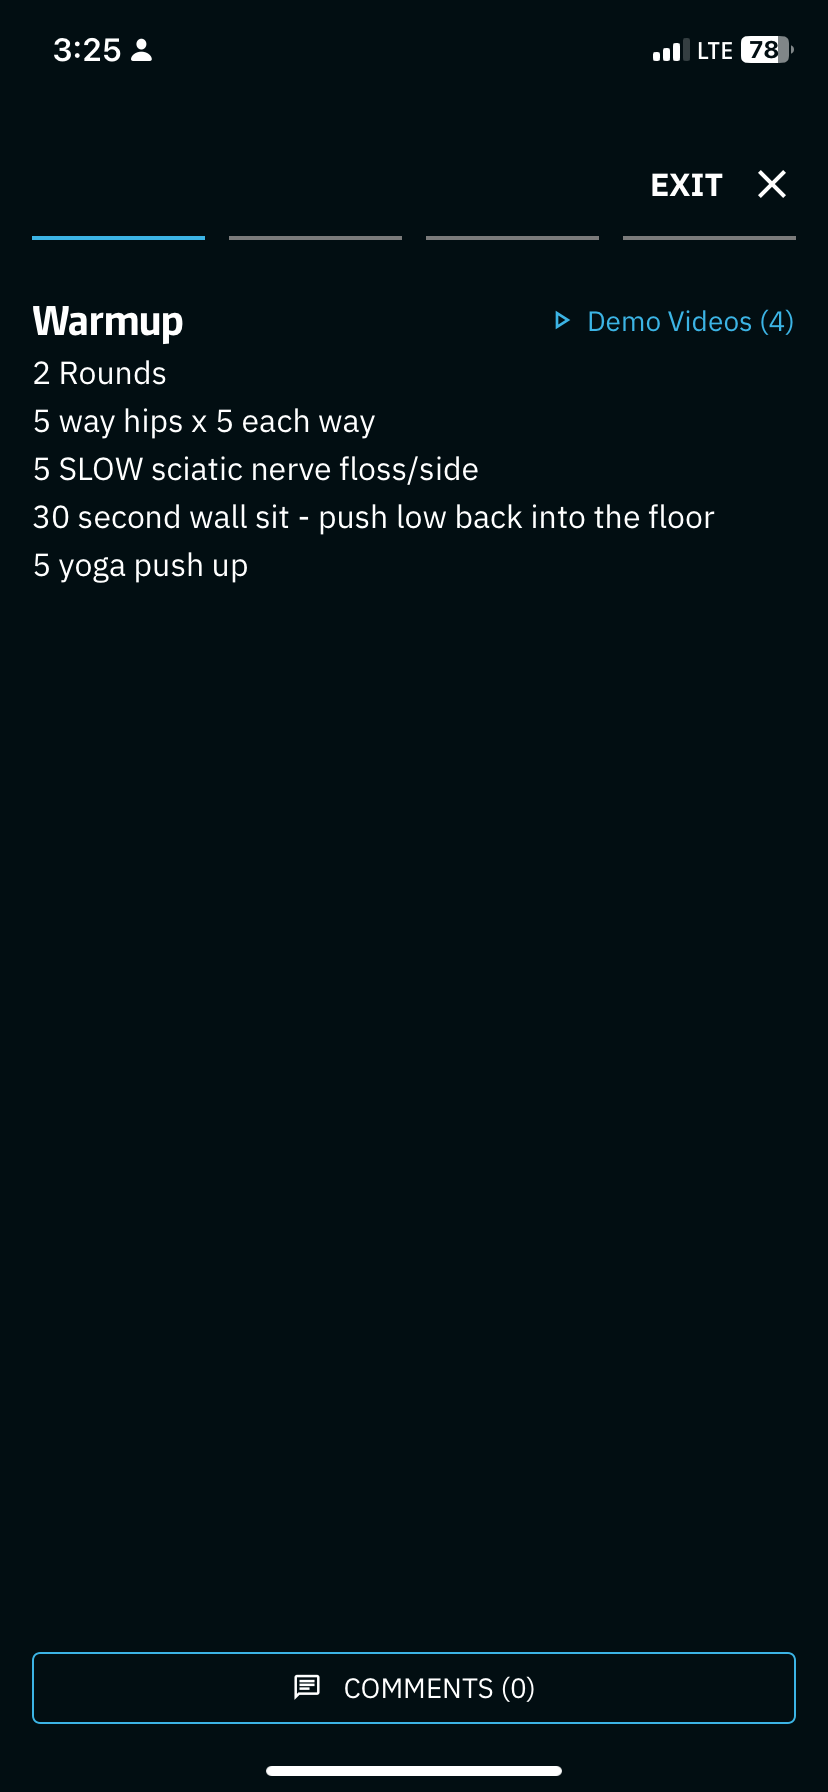 3:25 LTE 78
EXIT
Warmup Demo Videos (4)
2 Rounds
5 way hips x 5 each way
5 SLOW sciatic nerve floss/side
30 second wall sit - push low back into the floor
5 yoga push up
COMMENTS (0)